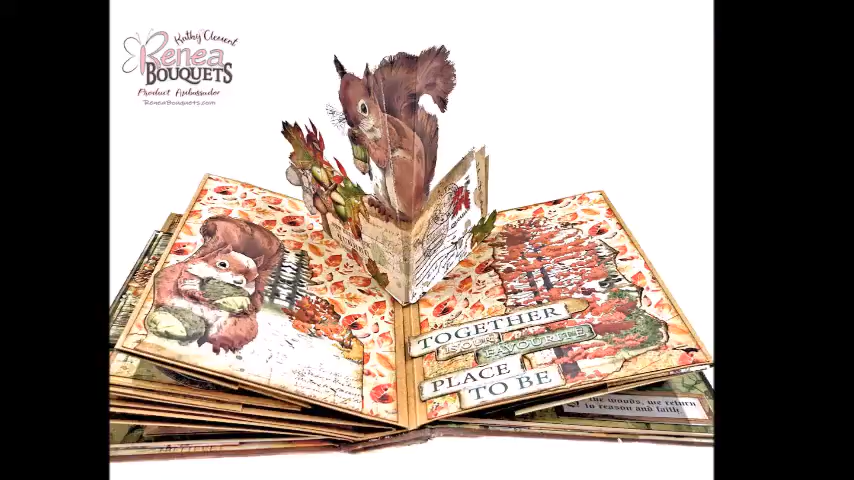 Kathy Clement
Renea
BOUQUETS
Product Ambassador
ReneaBouquets.com
TOGETHER
IS OUR
FAVOURITE
PLACE
TO BE
the woods, we return
to reason and faith